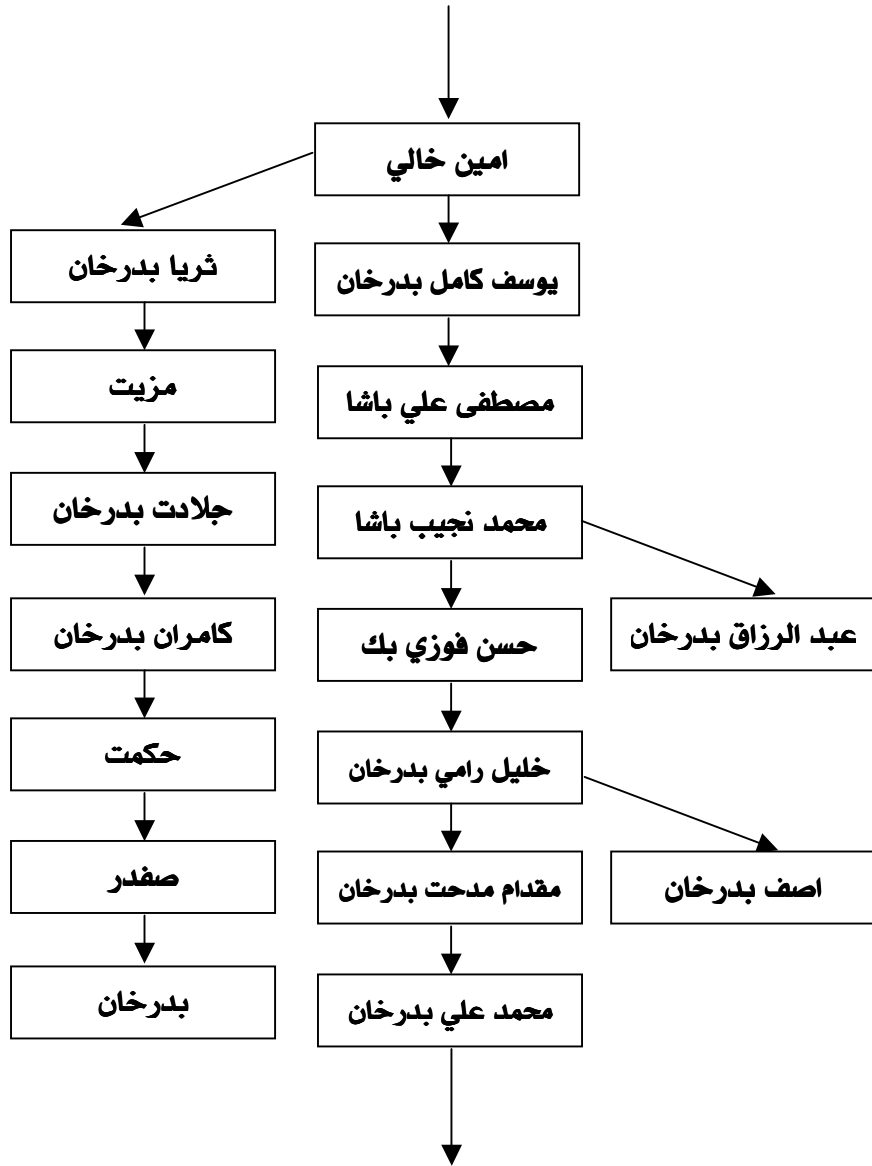 امين خالي
ثريا بدرخان
يوسف كامل بدرخان
مزيت
مصطفى علي باشا
جلادت بدرخان
محمد نجيب باشا
كامران بدرخان
حسن فوزي بك
عبد الرزاق بدرخان
حكمت
خليل رامي بدرخان
صفدر
مقدام مدحت بدرخان
اصف بدرخان
بدرخان
محمد علي بدرخان